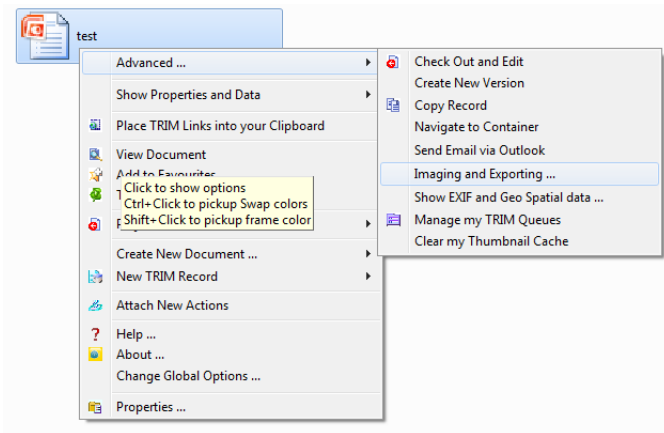 test
Advanced ...
Show Properties and Data
Place TRIM Links into your Clipboard
View Document
Add to Favourites
Click to show options
Ctrl+Click to pickup Swap colors
Shift+Click to pickup frame color
Create New Document ...
New TRIM Record
Attach New Actions
Help ...
About ...
Change Global Options ...
Properties ...
Check Out and Edit
Create New Version
Copy Record
Navigate to Container
Send Email via Outlook
Imaging and Exporting ...
Show EXIF and Geo Spatial data ...
Manage my TRIM Queues
Clear my Thumbnail Cache